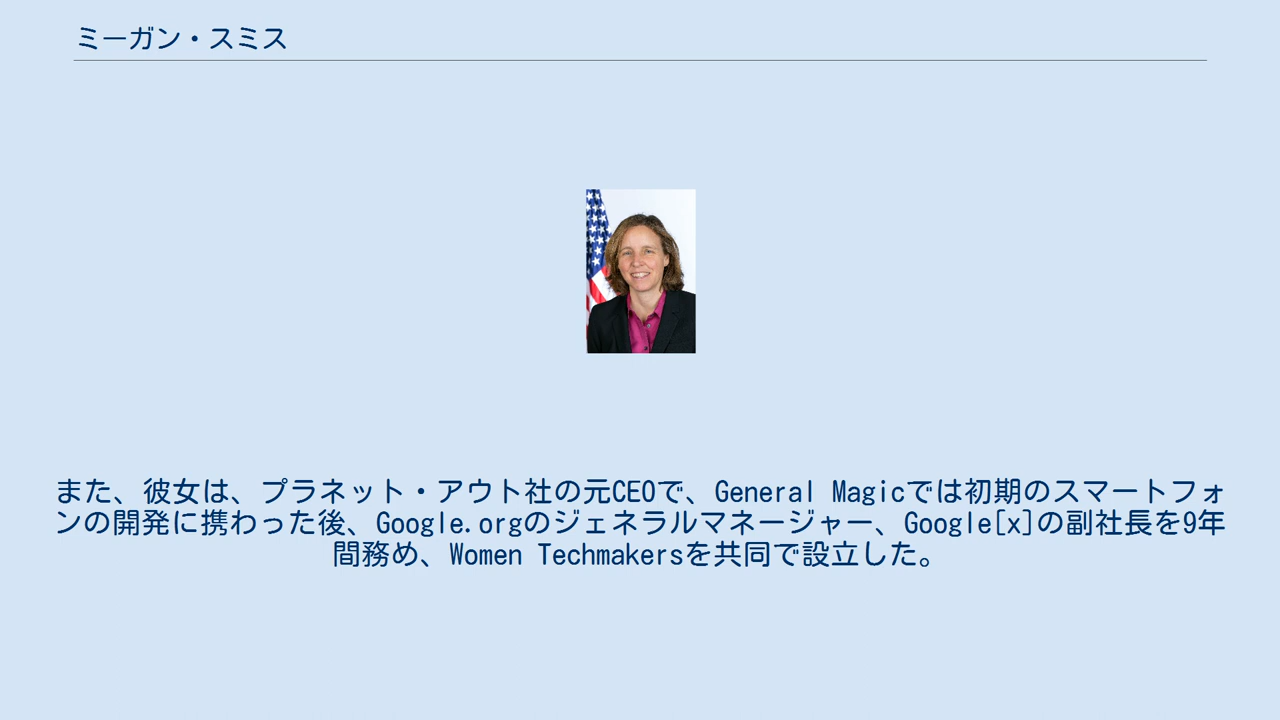 ミーガン・スミス
また、彼女は、プラネット・アウト社の元CEOで、General Magicでは初期のスマートフォ
ンの開発に携わった後、Google.orgのジェネラルマネージャー、Google[x]の副社長を9年
間務め、Women Techmakersを共同で設立した。